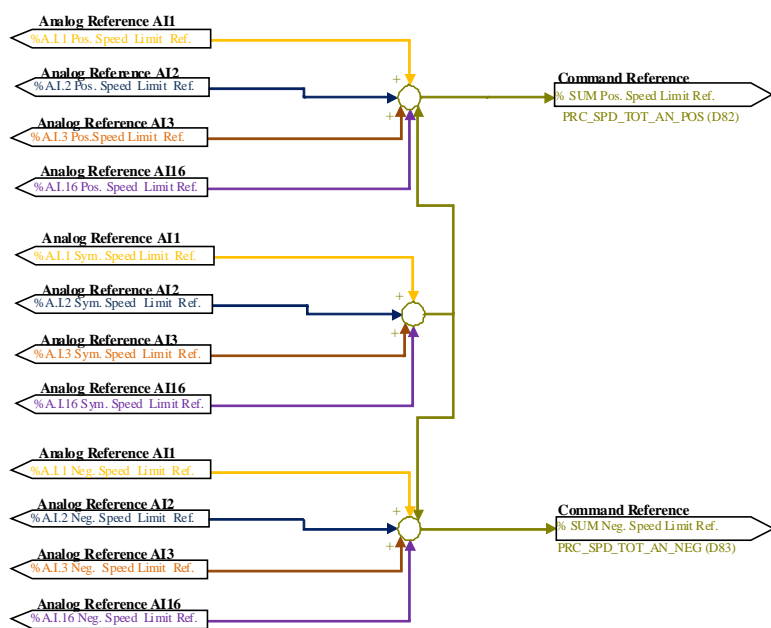 Analog Reference AI1
%A.I.1 Pos. Speed Limit Ref.
+
Analog Reference AI2
%A.I.2 Pos. Speed Limit Ref.
Command Reference
% SUM Pos. Speed Limit Ref.
PRC_SPD_TOT_AN_POS (D82)
+
Analog Reference AI3
%A.I.3 Pos.Speed Limit Ref.
Analog Reference AI16
%A.I.16 Pos. Speed Limit Ref.
Analog Reference AI1
%A.I.1 Sym. Speed Limit Ref.
+
Analog Reference AI2
%A.I.2 Sym. Speed Limit Ref.
+
Analog Reference AI3
%A.I.3 Sym. Speed Limit Ref.
Analog Reference AI16
%A.I.16 Sym. Speed Limit Ref.
Analog Reference AI1
%A.I.1 Neg. Speed Limit Ref.
+
Analog Reference AI2
%A.I.2 Neg. Speed Limit Ref.
Command Reference
% SUM Neg. Speed Limit Ref.
PRC_SPD_TOT_AN_NEG (D83)
+
Analog Reference AI3
%A.I.3 Neg. Speed Limit Ref.
Analog Reference AI16
%A.I.16 Neg. Speed Limit Ref.